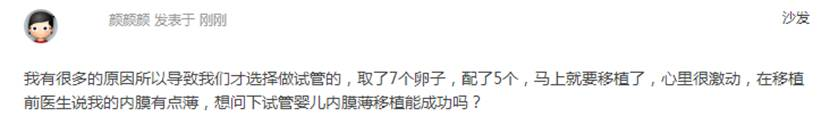 颜颜颜 发表于 刚刚
沙发
我有很多的原因所以导致我们才选择做试管的，取了7个卵子，配了5个，马上就要移植了，心里很激动，在移植
前医生说我的内膜有点薄，想问下试管婴儿内膜薄移植能成功吗？